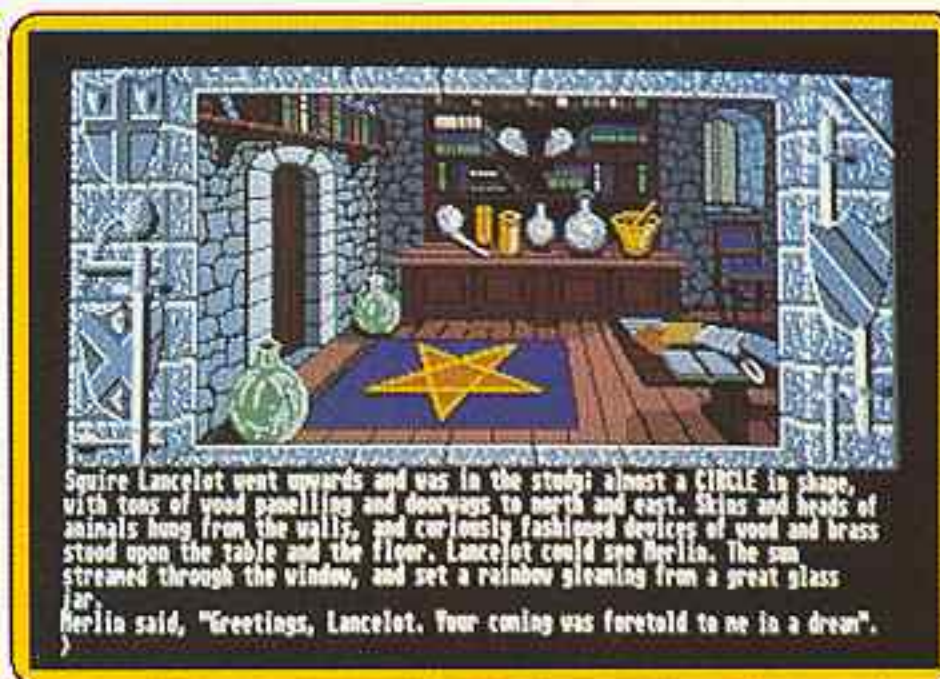 Squire Lancelot went upwards and was in the study: almost a CIRCLE in shape,
with tons of wood panelling and doorways to north and east. Skins and heads of
animals hung from the walls, and curiously fashioned devices of wood and brass
stood upon the table and the floor. Lancelot could see Merlin. The sun
streamed through the window, and set a rainbow gleaming from a great glass
jar.
Merlin said, "Greetings, Lancelot. Your coming was foretold to me in a dream".
>